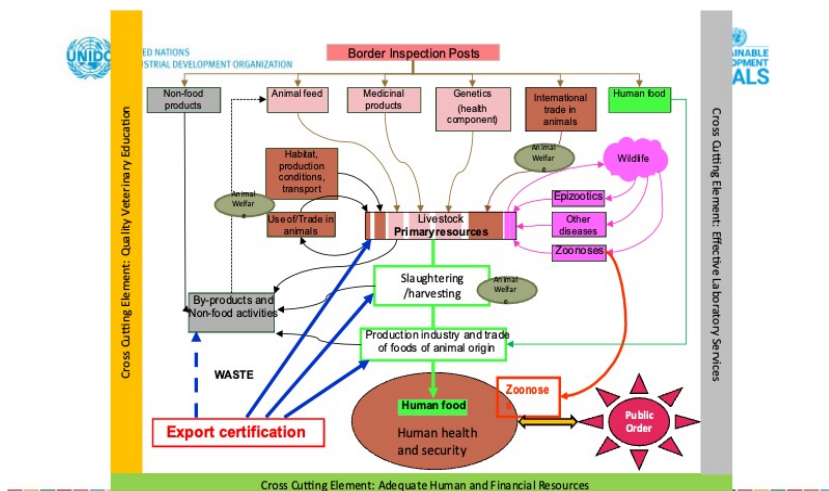 UNIDO
ED NATIONS
STRIAL DEVELOPMENT ORGANIZATION
AINABLE
OPMENT
ALS
Border Inspection Posts
Non-food
products
Animal feed
Medicinal
products
Genetics
(health
component)
International
trade in
animals
Human food
Cross Cutting Element: Quality Veterinary Education
Cross Cutting Element: Effective Laboratory Services
Animal
Welfar
e
Wildlife
Habitat,
production
conditions,
transport
Animal
Welfar
e
Epizootics
Use of/Trade in
animals
Livestock
Primary resources
Other
diseases
Zoonoses
Slaughtering
/harvesting
Animal
Welfar
e
By-products and
Non-food activities
Production industry and trade
of foods of animal origin
WASTE
Zoonose
s
Human food
Public
Order
Export certification
Human health
and security
Cross Cutting Element: Adequate Human and Financial Resources